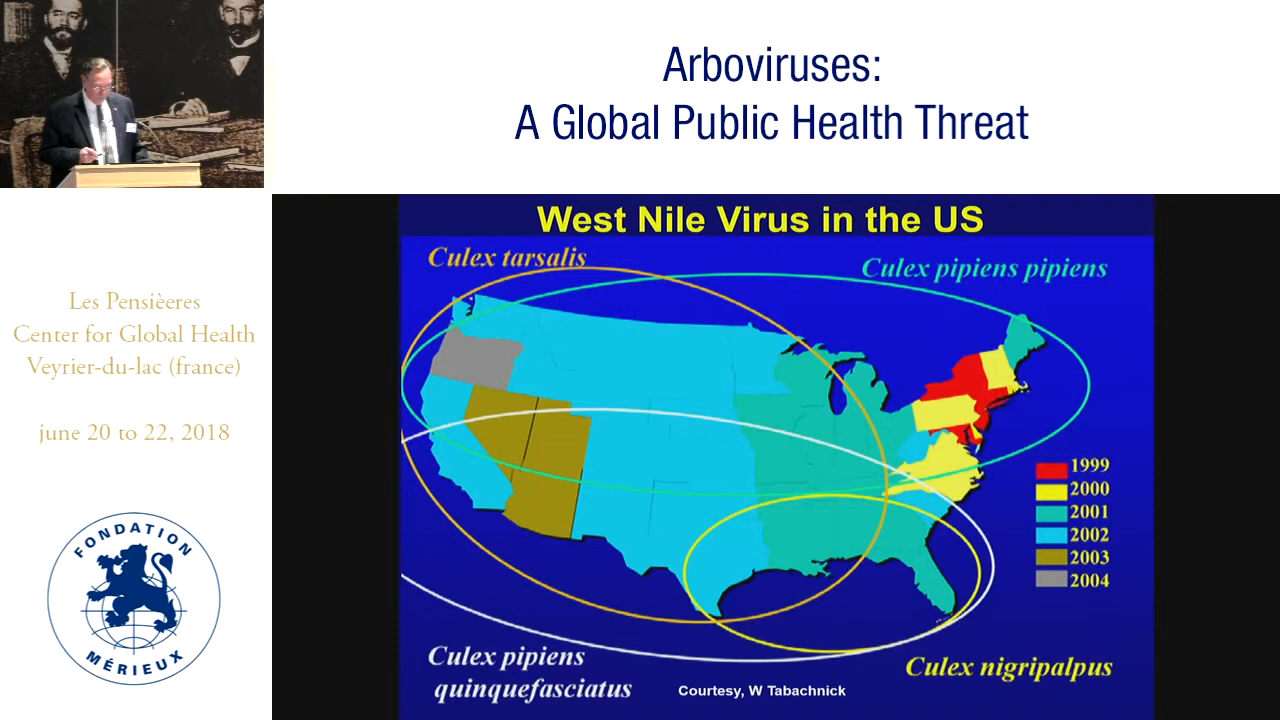 Arboviruses:
A Global Public Health Threat
Les Pensièeres
Center for Global Health
Veyrier-du-lac (france)
june 20 to 22, 2018
FONDATION
MÉRIEUX
West Nile Virus in the US
Culex tarsalis
Culex pipiens pipiens
1999
2000
2001
2002
2003
2004
Culex pipiens
quinquefasciatus
Courtesy, W Tabachnick
Culex nigripalpus